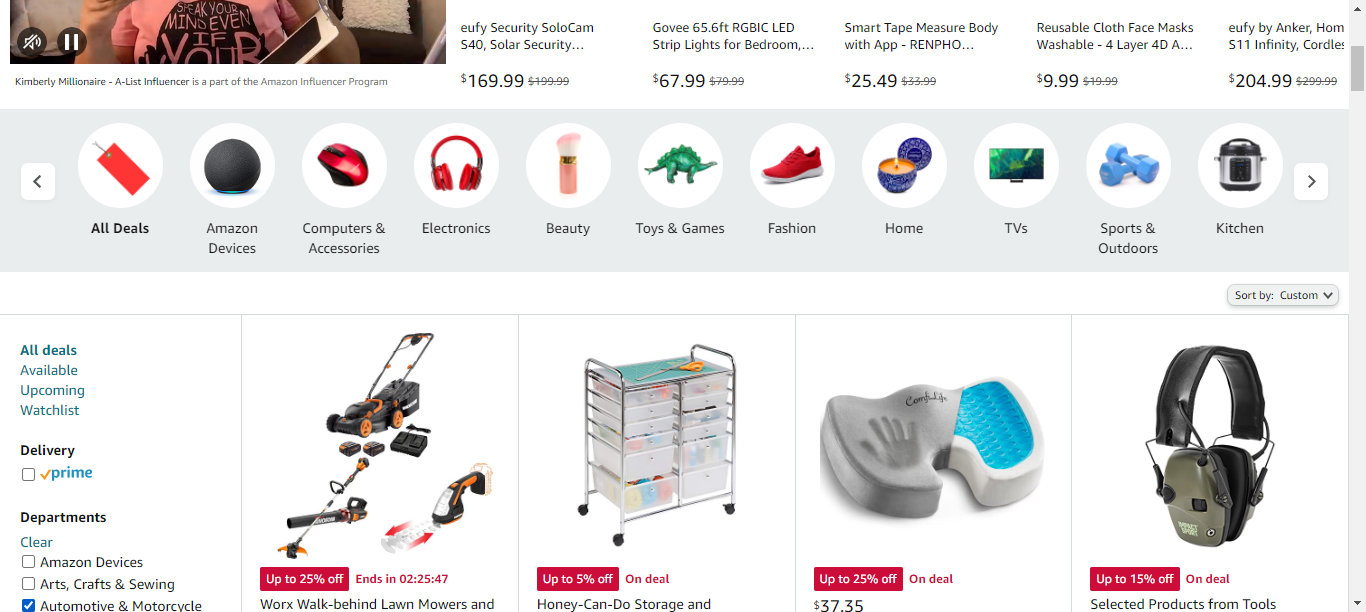 SPEAK YOUR
MIND EVEN
IF
YOUR
Kimberly Millionaire - A-List Influencer is a part of the Amazon Influencer Program
eufy Security SoloCam
S40, Solar Security…
$169.99 $199.99
Govee 65.6ft RGBIC LED
Strip Lights for Bedroom,…
$67.99 $79.99
Smart Tape Measure Body
with App - RENPHO…
$25.49 $33.99
Reusable Cloth Face Masks
Washable - 4 Layer 4D A…
$9.99 $19.99
eufy by Anker, Hom
S11 Infinity, Cordles
$204.99 $299.99
All Deals
Amazon
Devices
Computers &
Accessories
Electronics
Beauty
Toys & Games
Fashion
Home
TVs
Sports &
Outdoors
Kitchen
Sort by: Custom
All deals
Available
Upcoming
Watchlist
Delivery
prime
Departments
Clear
Amazon Devices
Arts, Crafts & Sewing
Automotive & Motorcycle
Up to 25% off Ends in 02:25:47
Worx Walk-behind Lawn Mowers and
Up to 5% off On deal
Honey-Can-Do Storage and
ComfiLife
Up to 25% off On deal
$37.35
IMPACT
SPORT
Up to 15% off On deal
Selected Products from Tools